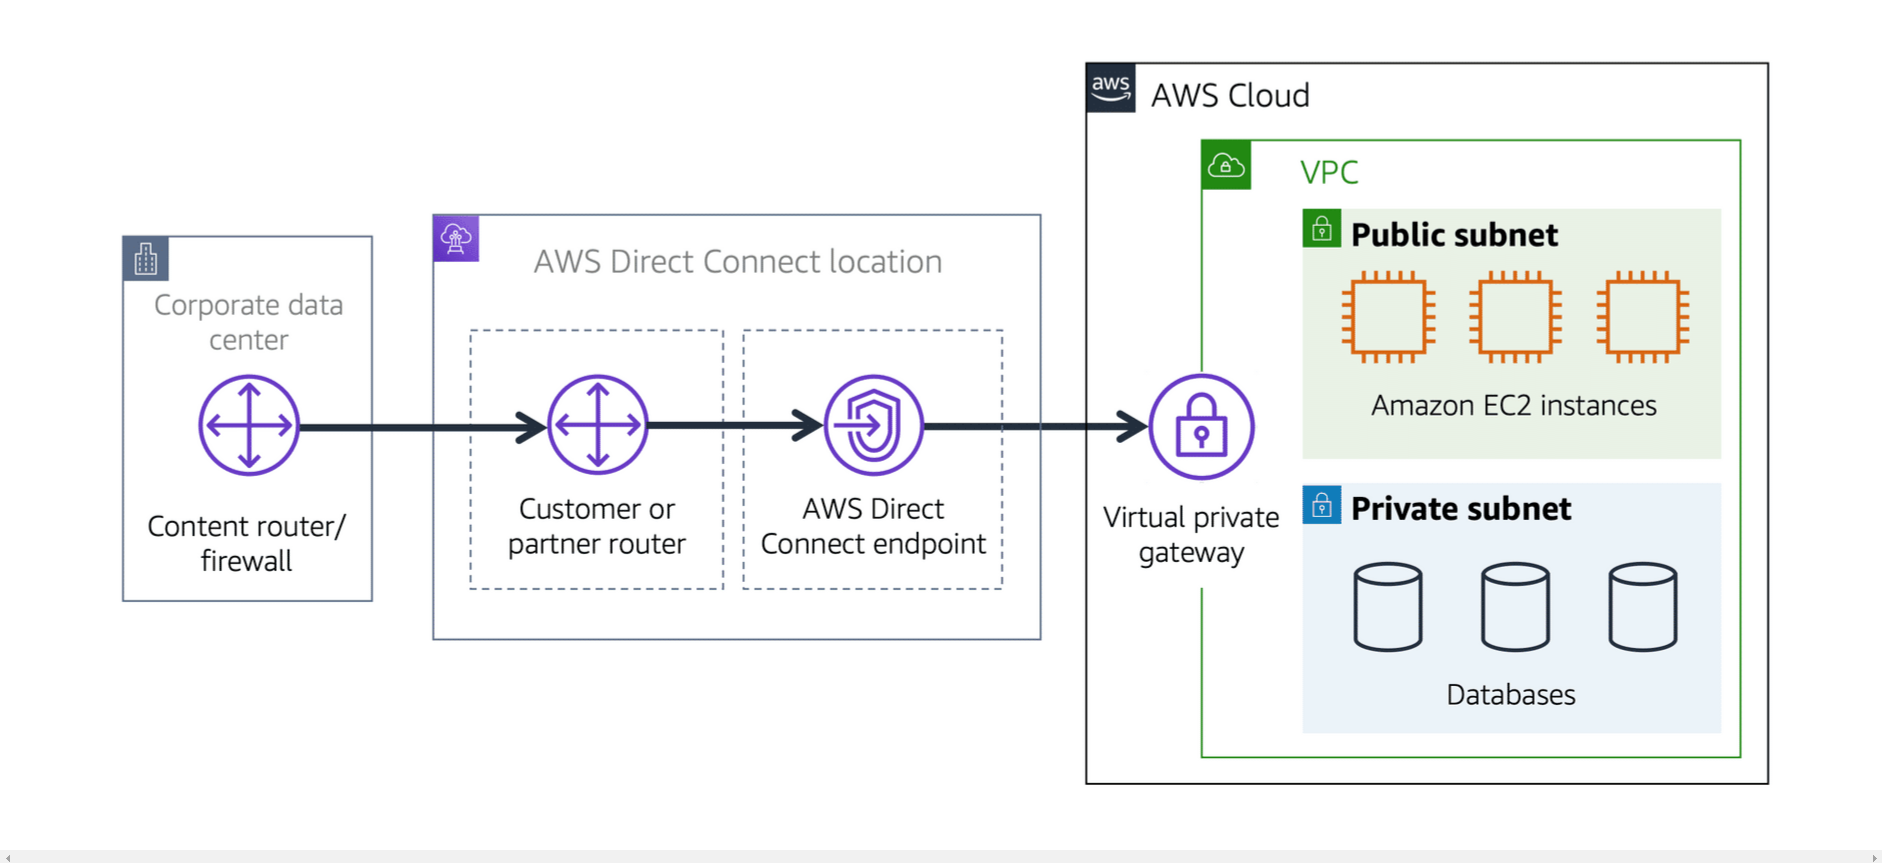 aws
AWS Cloud
VPC
Public subnet
AWS Direct Connect location
Corporate data
center
Amazon EC2 instances
Customer or
partner router
AWS Direct
Connect endpoint
Content router/
firewall
Virtual private
gateway
Private subnet
Databases